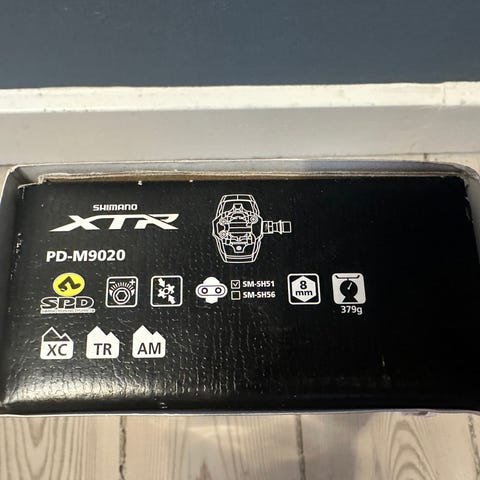 SHIMANO
XTR
PD-M9020
SPD
SM-SH51
SM-SH56
8
mm
379g
XC
TR
AM